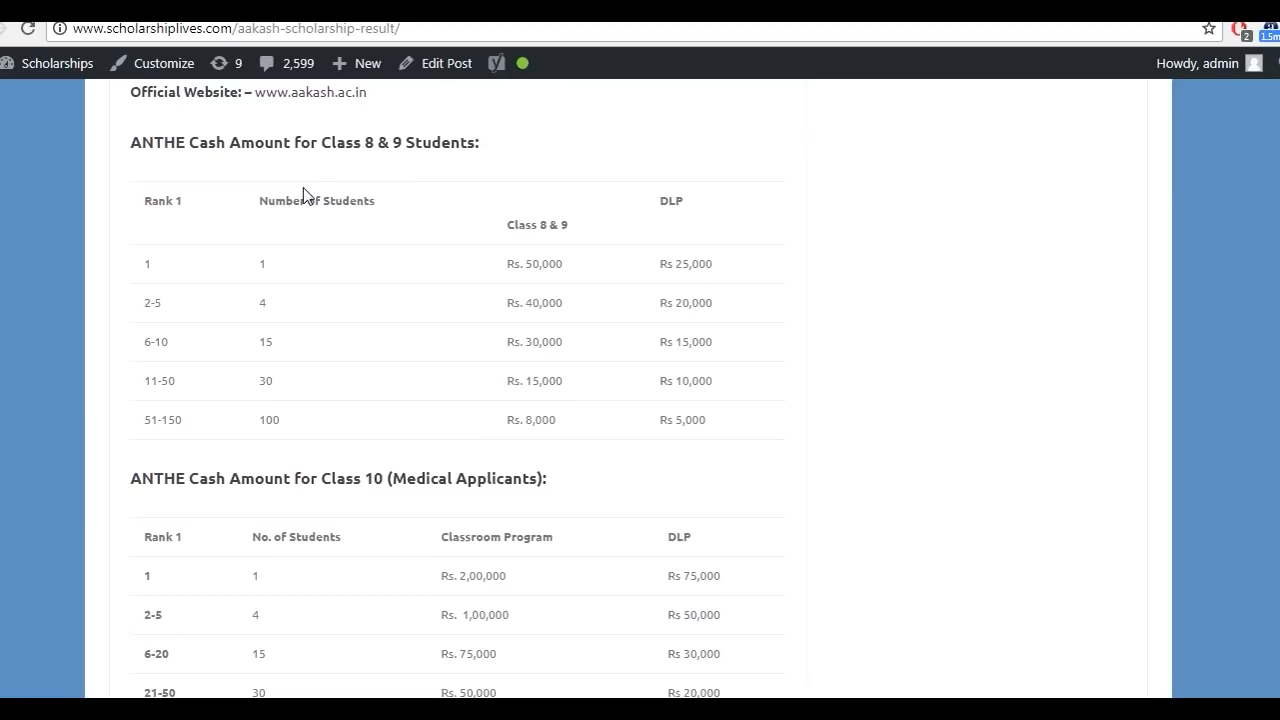 www.scholarshiplives.com/aakash-scholarship-result/
2
1.5m
Scholarships Customize 9 2,599 New Edit Post Howdy, admin
Official Website: – www.aakash.ac.in
ANTHE Cash Amount for Class 8 & 9 Students:
Rank 1 Number of Students DLP
Class 8 & 9
1 1 Rs. 50,000 Rs 25,000
2-5 4 Rs. 40,000 Rs 20,000
6-10 15 Rs. 30,000 Rs 15,000
11-50 30 Rs. 15,000 Rs 10,000
51-150 100 Rs. 8,000 Rs 5,000
ANTHE Cash Amount for Class 10 (Medical Applicants):
Rank 1 No. of Students Classroom Program DLP
1 1 Rs. 2,00,000 Rs 75,000
2-5 4 Rs. 1,00,000 Rs 50,000
6-20 15 Rs. 75,000 Rs 30,000
21-50 30 Rs. 50,000 Rs 20,000